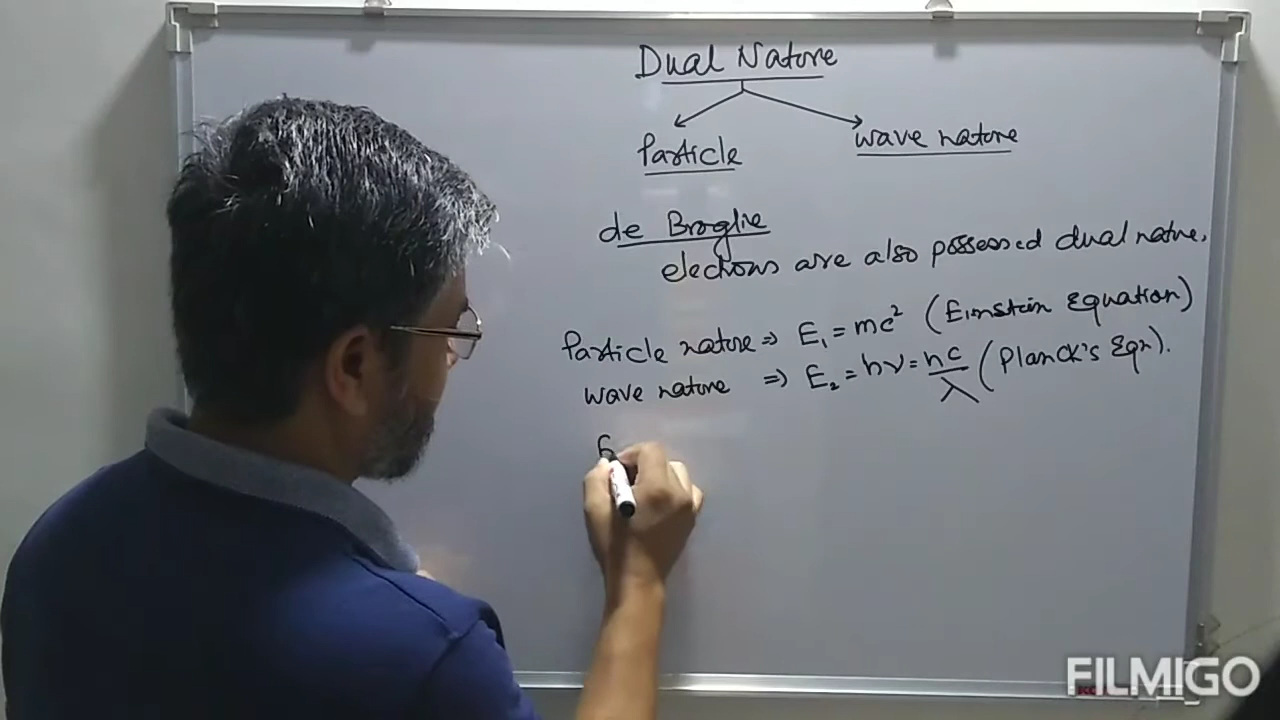 Dual Nature
Particle
wave nature
de Broglie
electrons are also possessed dual nature.
Particle nature ⇒ E₁ = mc² (Einstein Equation)
wave nature ⇒ E₂ = hν = hc/λ (Planck's Eqn).
FILMIGO